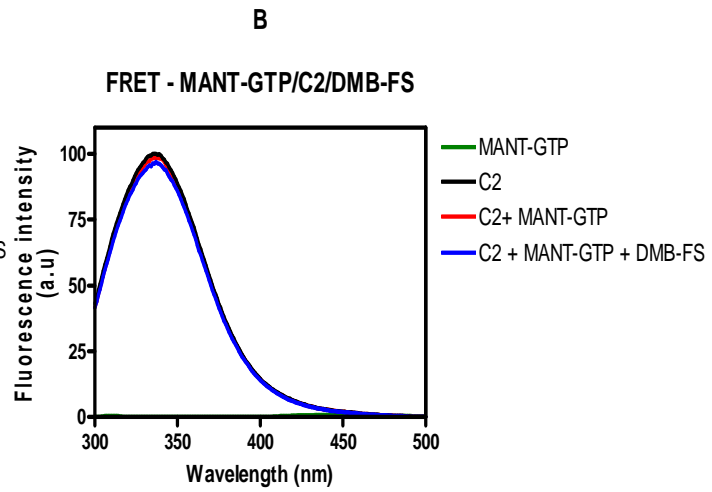 B
FRET - MANT-GTP/C2/DMB-FS
Fluorescence intensity
(a.u)
100
75
50
25
0
300
350
400
450
500
Wavelength (nm)
MANT-GTP
C2
C2+ MANT-GTP
C2 + MANT-GTP + DMB-FS